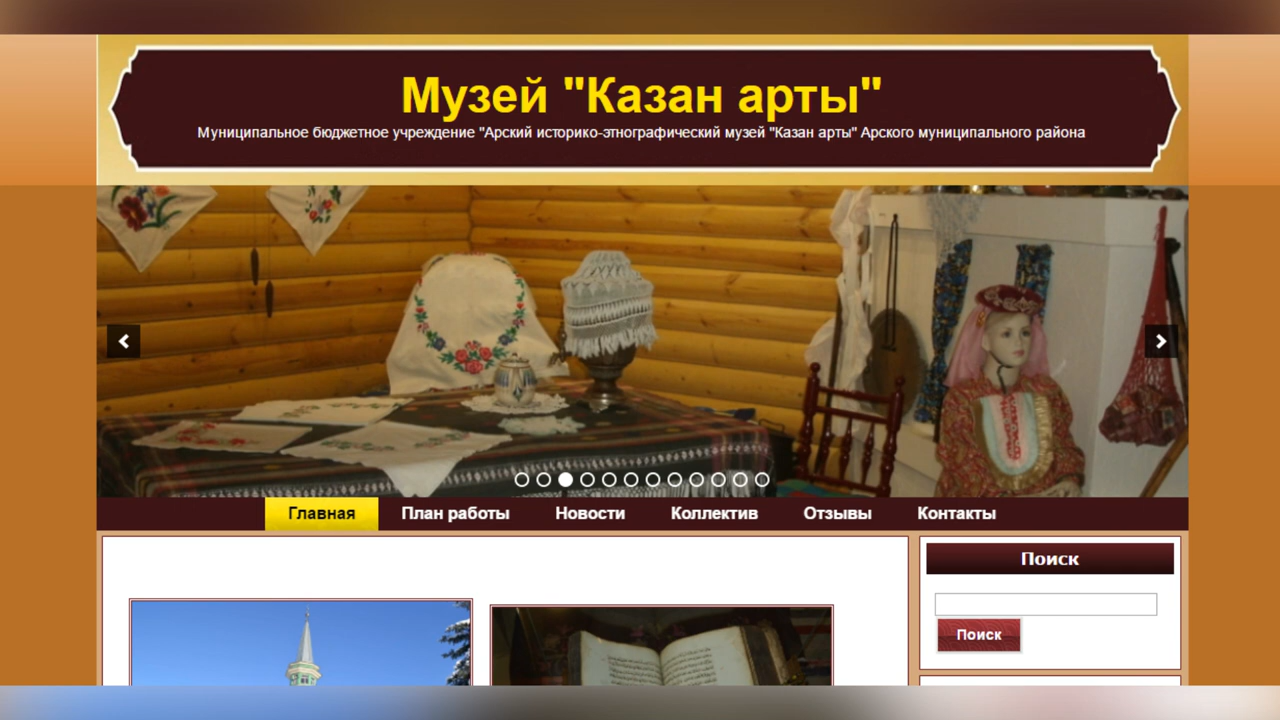 Музей "Казан арты"
Муниципальное бюджетное учреждение "Арский историко-этнографический музей "Казан арты" Арского муниципального района
Главная План работы Новости Коллектив Отзывы Контакты
Поиск
Поиск